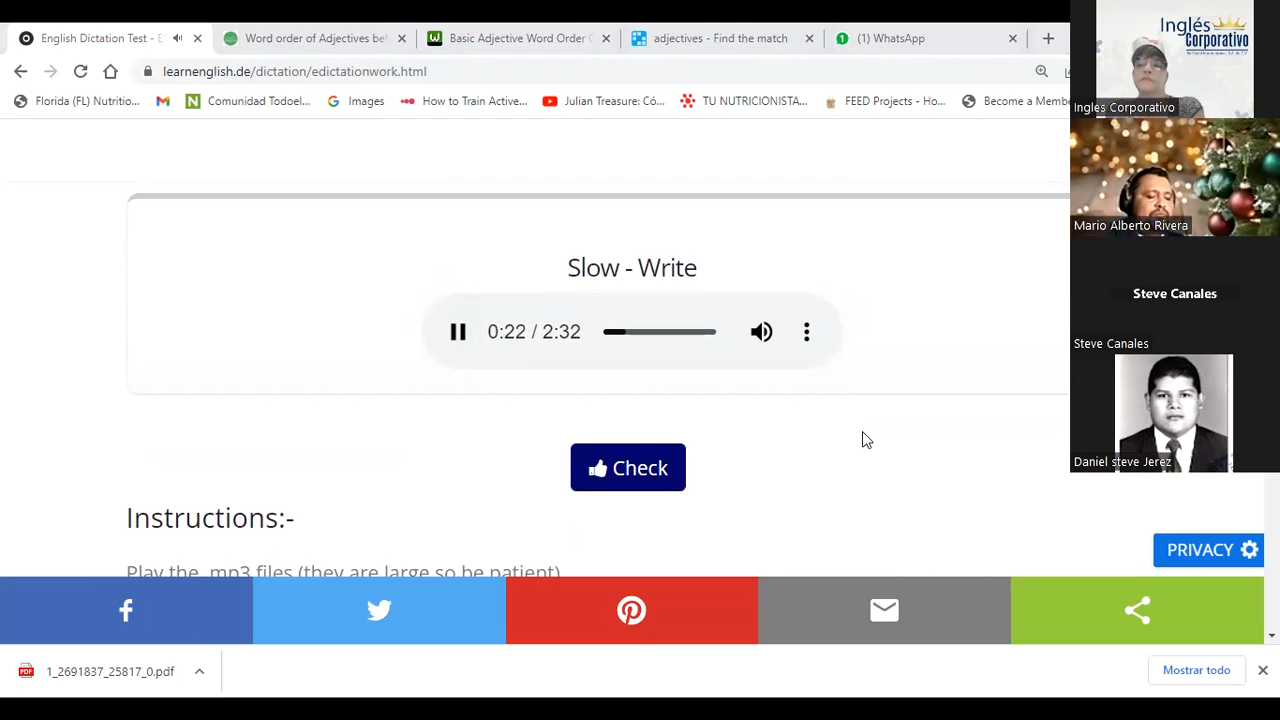 English Dictation Test - E
Word order of Adjectives bef
Basic Adjective Word Order C
adjectives - Find the match
(1) WhatsApp
learnenglish.de/dictation/edictationwork.html
Florida (FL) Nutritio...
Comunidad Todoel...
Images
How to Train Active...
Julian Treasure: Có...
TU NUTRICIONISTA...
FEED Projects - Ho...
Become a Membe
Slow - Write
0:22 / 2:32
Check
Instructions:-
Play the .mp3 files (they are large so be patient)
PRIVACY
1_2691837_25817_0.pdf
Mostrar todo
Inglés
Corporativo
Ingles Corporativo
Mario Alberto Rivera
Steve Canales
Steve Canales
Daniel steve Jerez